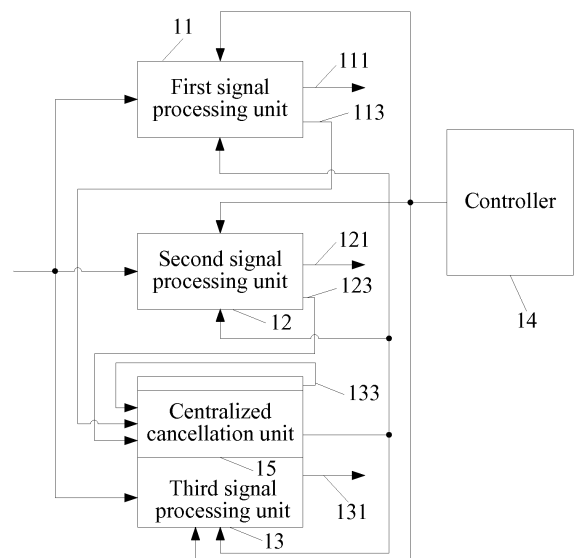 11
First signal
processing unit
111
113
Controller
14
Second signal
processing unit
121
123
12
133
Centralized
cancellation unit
15
Third signal
processing unit
131
13